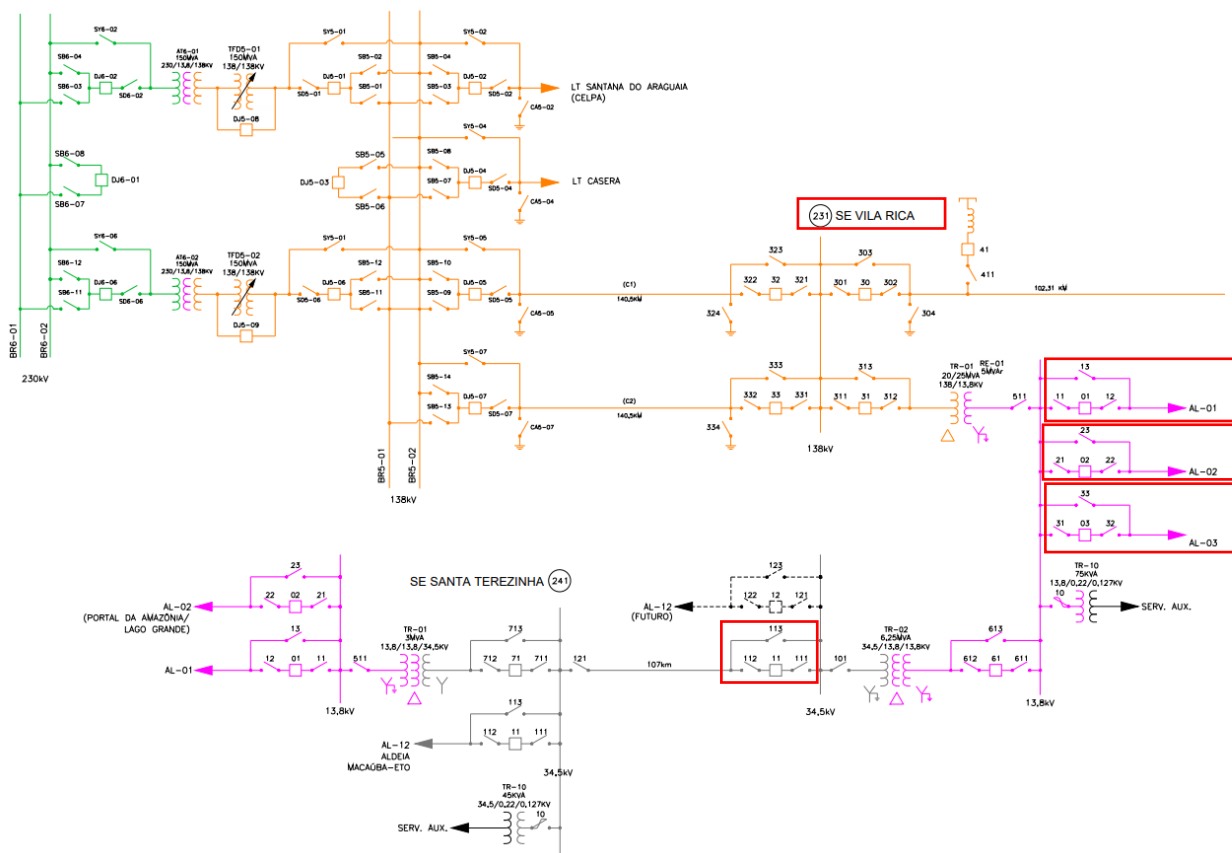 SY6-02
SB6-04
SB6-03
DJ6-02
SD6-02
AT6-01
150MVA
230/13,8/138KV
TFD5-01
150MVA
138/138KV
DJ5-08
SY5-01
SD5-01
DJ5-01
SB5-02
SB5-01
SY5-02
SB5-04
SB5-03
DJ5-02
SD5-02
CA5-02
LT SANTANA DO ARAGUAIA
(CELPA)
SB6-08
DJ6-01
SB6-07
SB5-05
DJ5-03
SB5-06
SY5-04
SB5-08
SB5-07
DJ5-04
SD5-04
CA5-04
LT CASERA
SY6-06
SB6-12
SB6-11
DJ6-06
SD6-06
AT6-02
150MVA
230/13,8/138KV
TFD5-02
150MVA
138/138KV
DJ5-09
SY5-01
SD5-06
DJ5-06
SB5-12
SB5-11
SY5-05
SB5-10
SB5-09
DJ5-05
SD5-05
CA5-05
(C1)
140,5KM
231 SE VILA RICA
323
322 32 321
324
303
301 30 302
304
41
411
102,31 KM
BR6-01
BR6-02
230kV
SY5-07
SB5-14
SB5-13
DJ5-07
SD5-07
CA5-07
(C2)
140,5KM
BR5-01
BR5-02
138kV
333
332 33 331
334
313
311 31 312
138kV
TR-01
20/25MVA
138/13,8KV
RE-01
5MVAr
511
13
11 01 12
AL-01
23
21 02 22
AL-02
33
31 03 32
AL-03
TR-10
75KVA
13,8/0,22/0,127KV
10
SERV. AUX.
23
22 02 21
AL-02
(PORTAL DA AMAZÔNIA/
LAGO GRANDE)
13
12 01 11
AL-01
511
13,8kV
SE SANTA TEREZINHA 241
TR-01
3MVA
13,8/13,8/34,5KV
713
712 71 711
121
107km
113
112 11 111
AL-12
ALDEIA
MACAÚBA-ETO
34,5kV
TR-10
45KVA
34,5/0,22/0,127KV
10
SERV. AUX.
123
122 12 121
AL-12
(FUTURO)
113
112 11 111
101
34,5kV
TR-02
6,25MVA
34,5/13,8/13,8KV
613
612 61 611
13,8kV